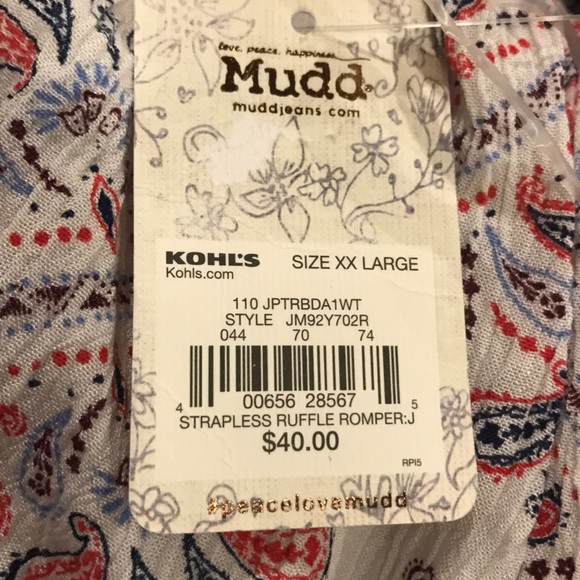 love. peace. happiness.
Mudd
muddjeans.com
KOHL'S SIZE XX LARGE
Kohls.com
110 JPTRBDA1WT
STYLE JM92Y702R
044 70 74
4 00656 28567 5
STRAPLESS RUFFLE ROMPER:J
$40.00
RPI5
#peacelovemudd